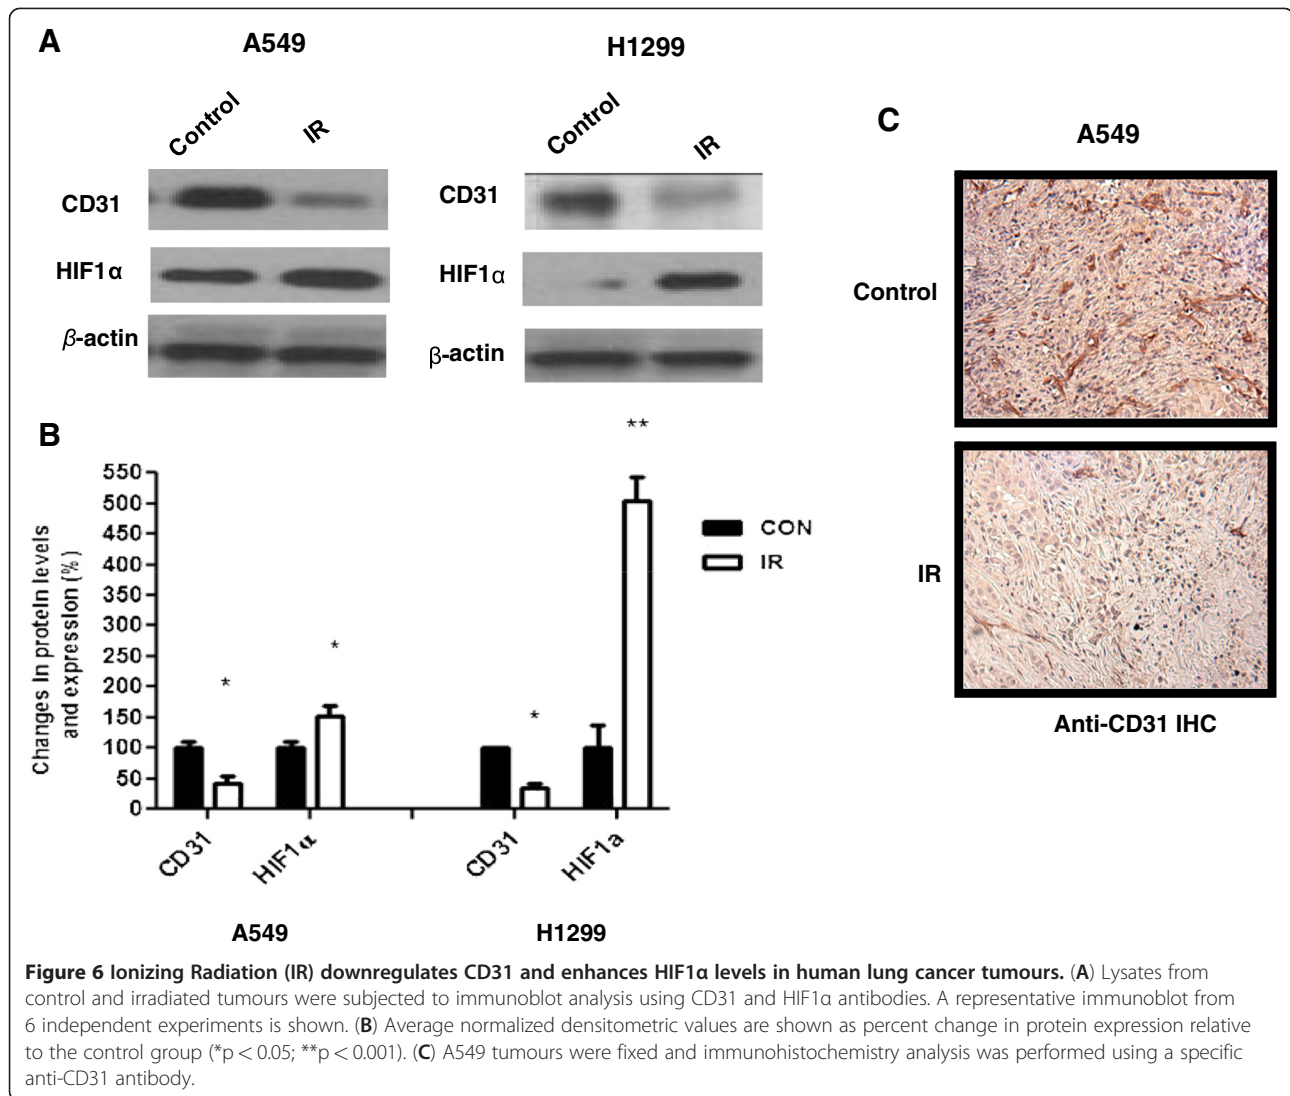 A
A549
Control
IR
CD31
HIF1α
β-actin
H1299
Control
IR
CD31
HIF1α
β-actin
B
Changes in protein levels
and expression (%)
550
500
450
400
350
300
250
200
150
100
50
0
*
*
*
**
CON
IR
CD31
HIF1α
CD31
HIF1a
A549
H1299
C
A549
Control
IR
Anti-CD31 IHC
Figure 6 Ionizing Radiation (IR) downregulates CD31 and enhances HIF1α levels in human lung cancer tumours. (A) Lysates from
control and irradiated tumours were subjected to immunoblot analysis using CD31 and HIF1α antibodies. A representative immunoblot from
6 independent experiments is shown. (B) Average normalized densitometric values are shown as percent change in protein expression relative
to the control group (*p < 0.05; **p < 0.001). (C) A549 tumours were fixed and immunohistochemistry analysis was performed using a specific
anti-CD31 antibody.